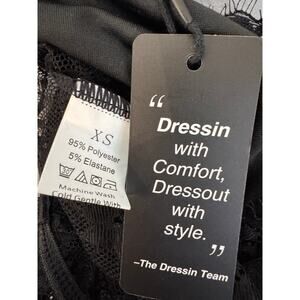 XS
95% Polyester
5% Elastane
Machine Wash
Cold Gentle With
“
Dressin
with
Comfort,
Dressout
with
style.
”
–The Dressin Team